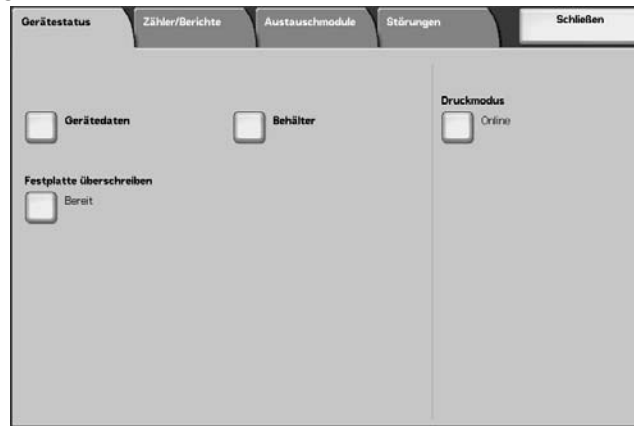 Gerätestatus
Zähler/Berichte
Austauschmodule
Störungen
Schließen
Druckmodus
Gerätedaten
Behälter
Online
Festplatte überschreiben
Bereit